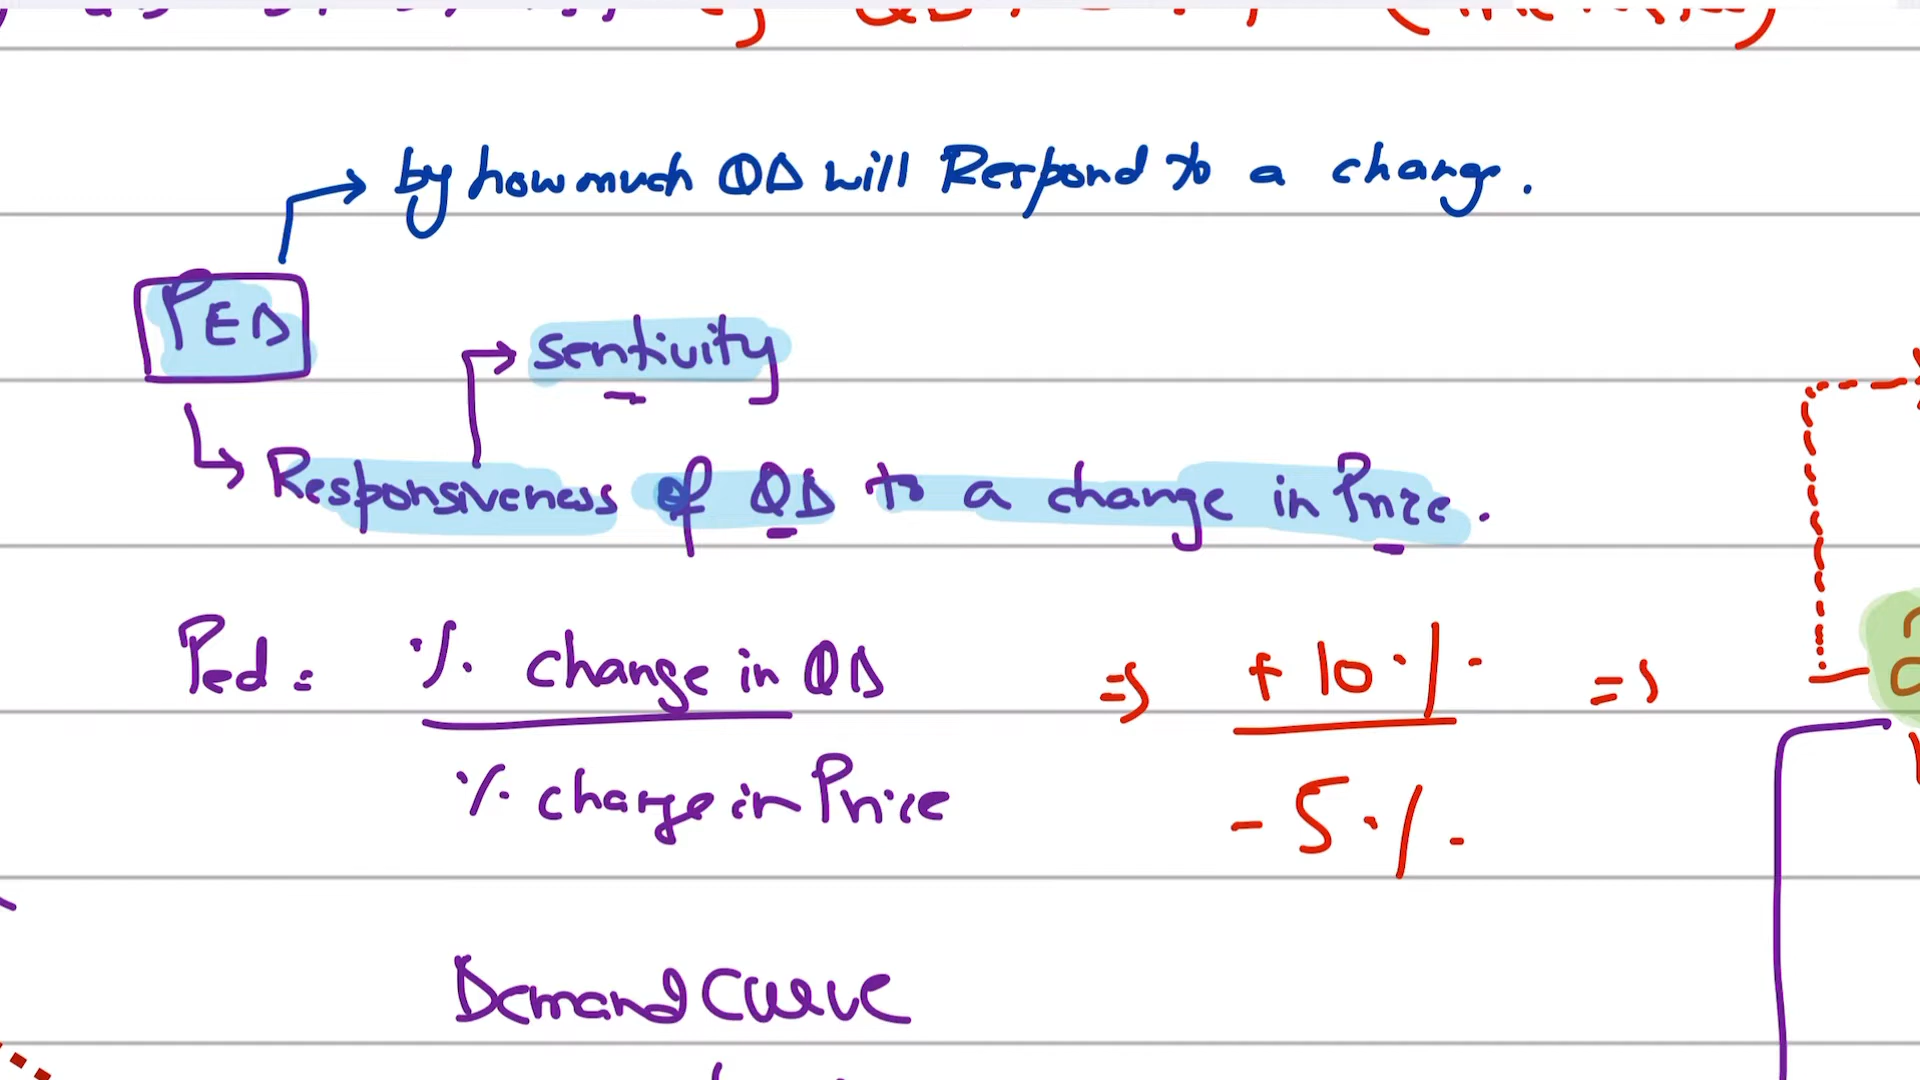 by how much QD will Respond to a change.
PED
sentivity
Responsiveness of QD to a change in Price.
Ped = % change in QD => + 10 % =>
% change in Price - 5 %
Demand Curve